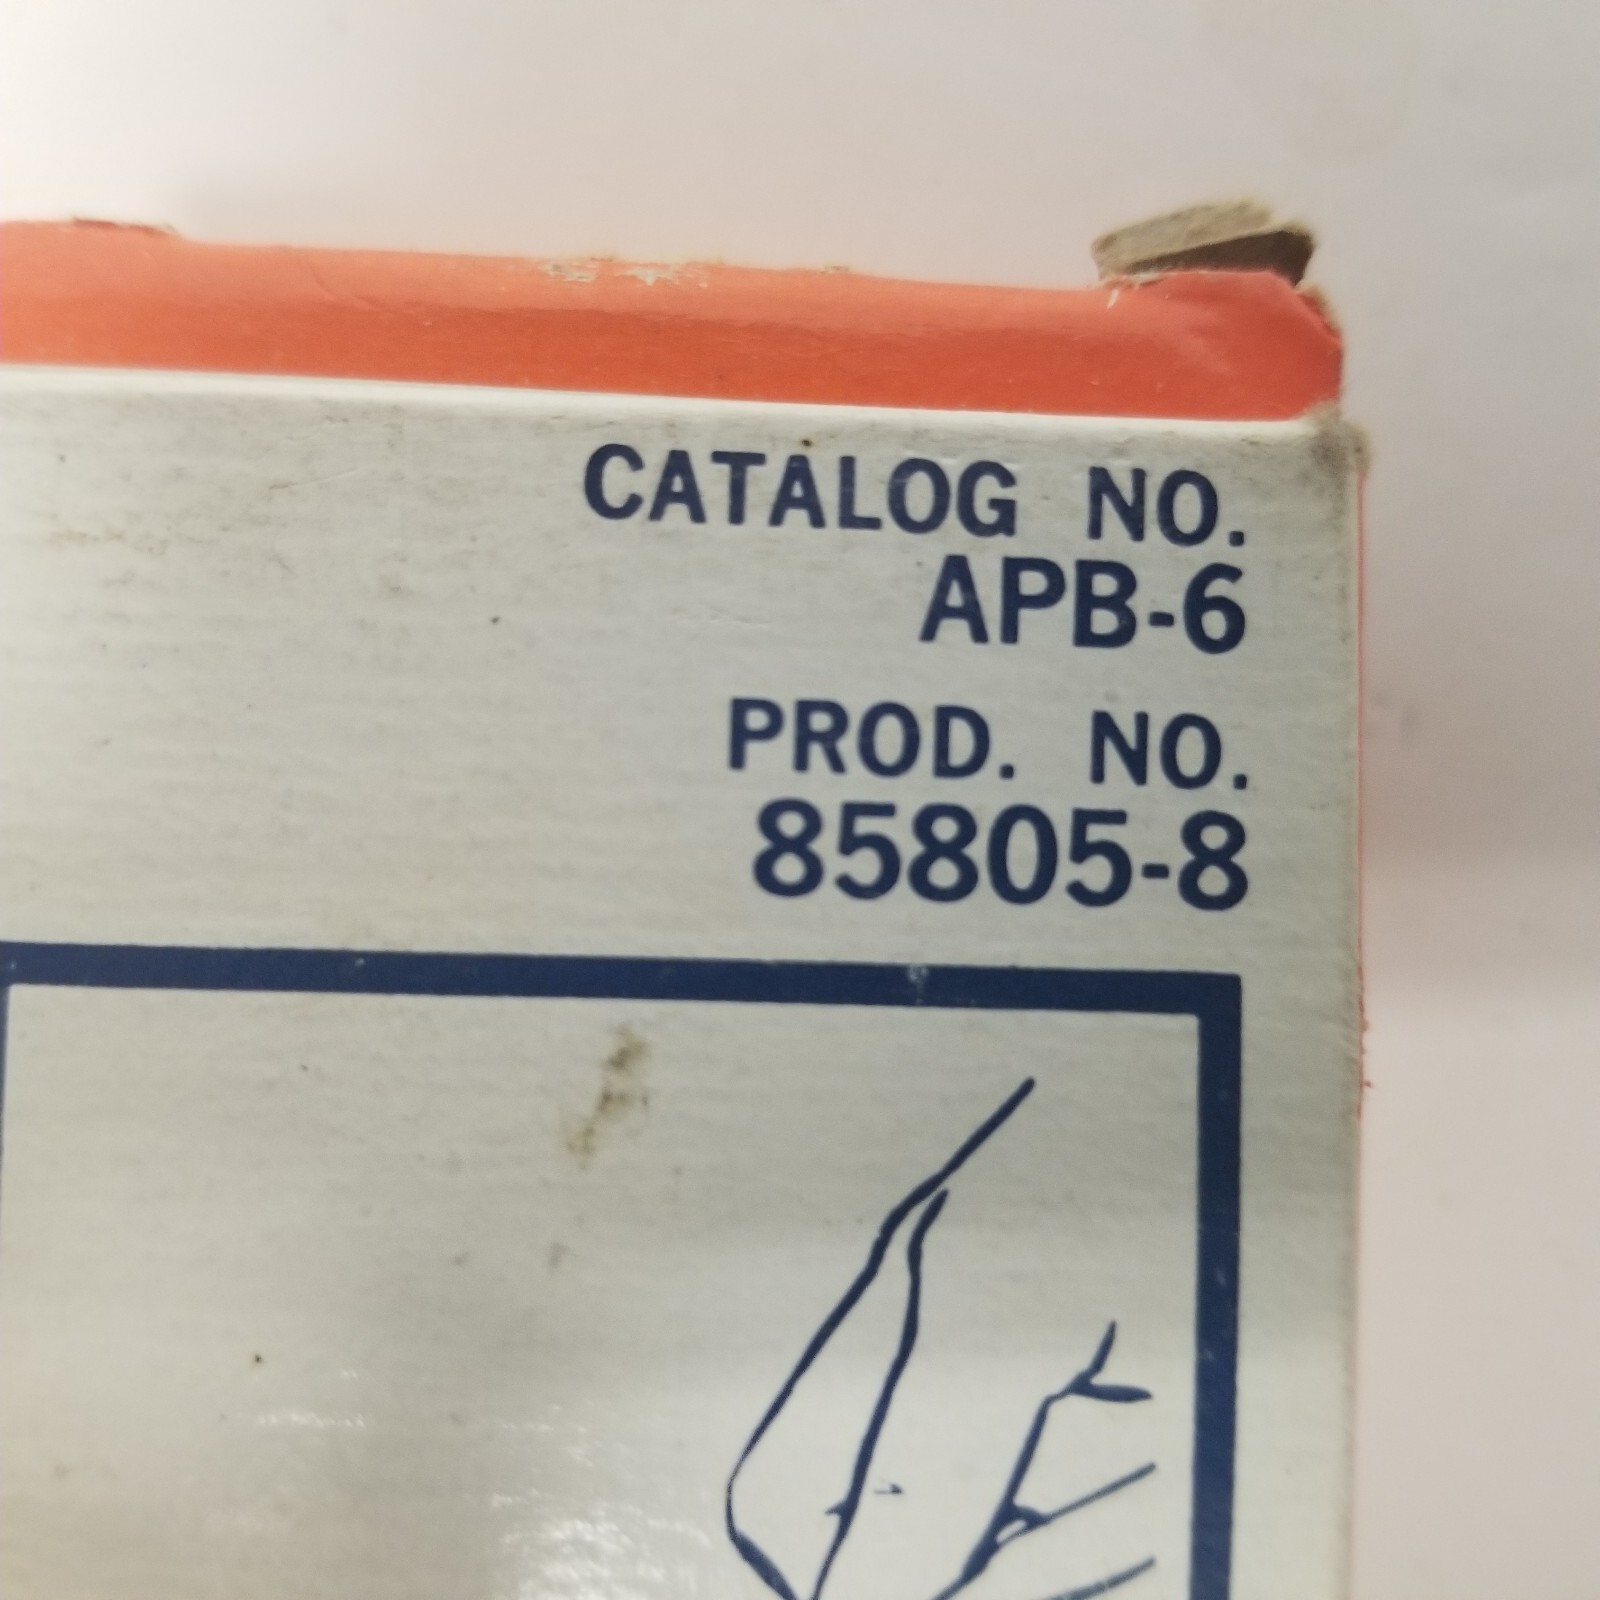 CATALOG NO.
APB-6
PROD. NO.
85805-8